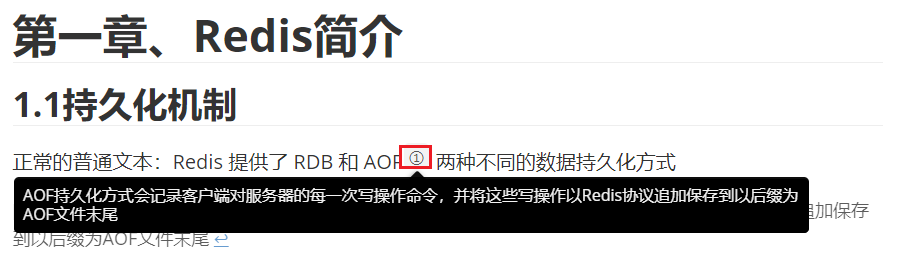 第一章、Redis简介
1.1持久化机制
正常的普通文本：Redis 提供了 RDB 和 AOF ① 两种不同的数据持久化方式
AOF持久化方式会记录客户端对服务器的每一次写操作命令，并将这些写操作以Redis协议追加保存到以后缀为
AOF文件末尾
追加保存
到以后缀为AOF文件末尾 ↩